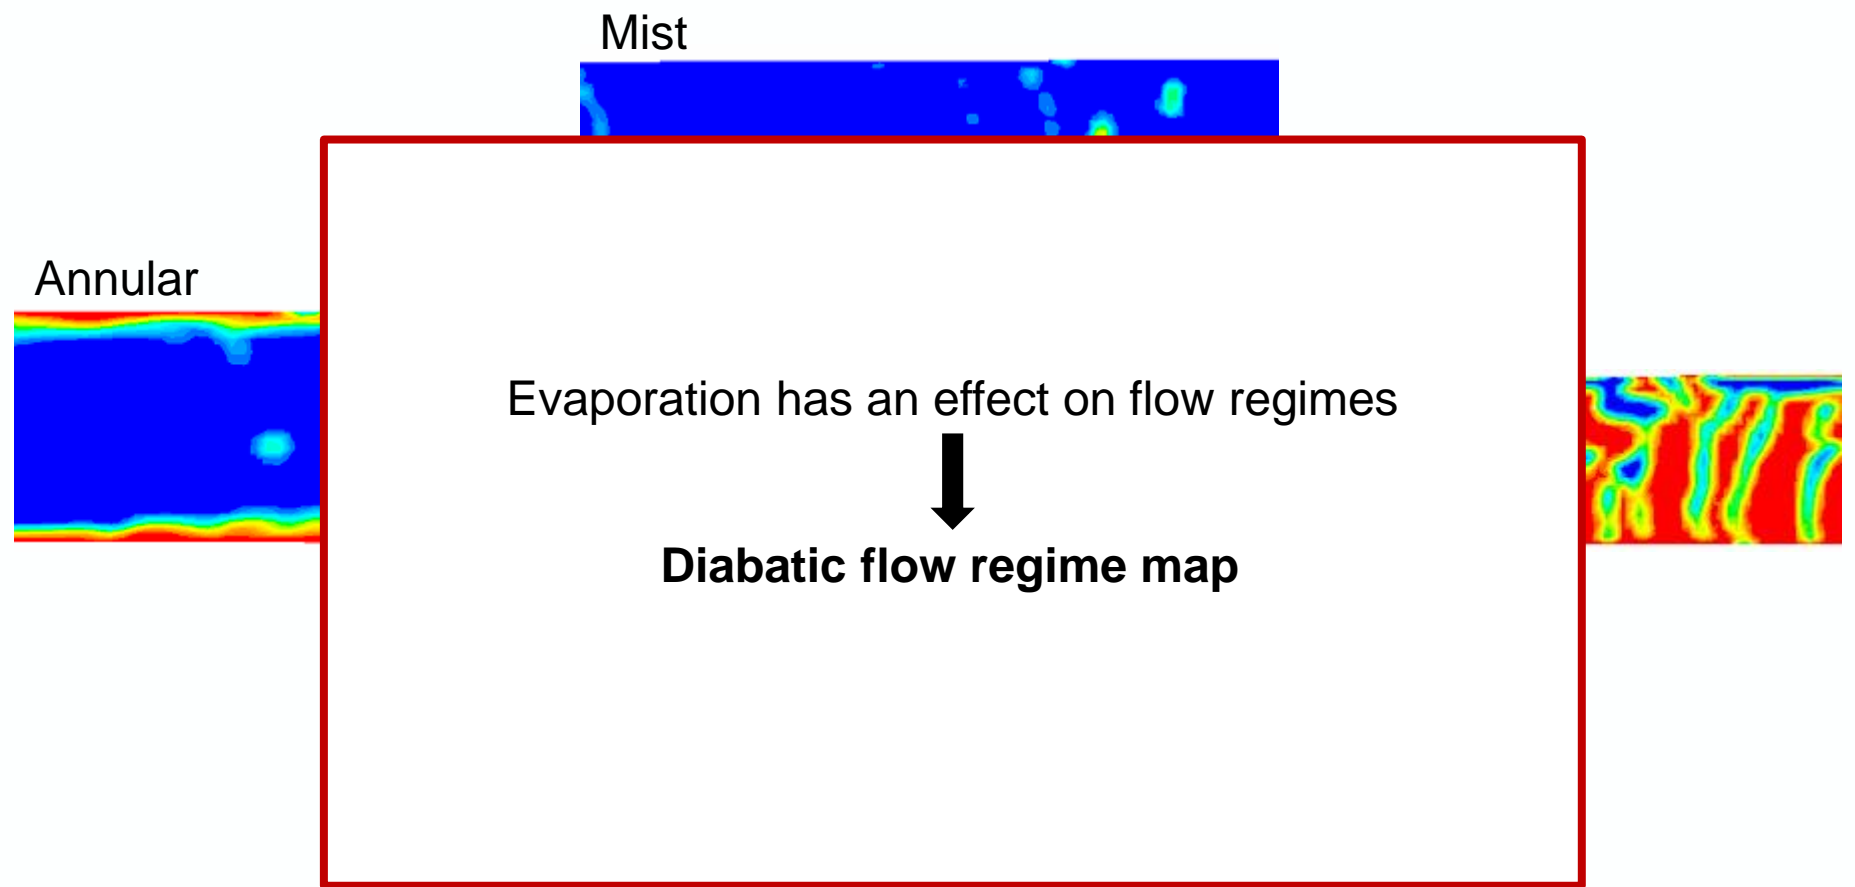 Mist
Annular
Evaporation has an effect on flow regimes
Diabatic flow regime map